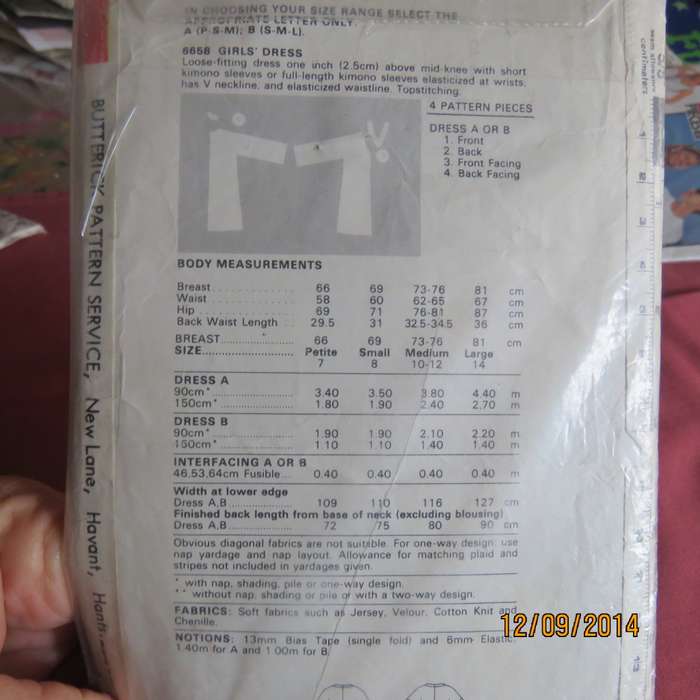 IN CHOOSING YOUR SIZE RANGE SELECT THE
APPROPRIATE LETTER ONLY.
A (P-S-M); B (S-M-L).
6658 GIRLS' DRESS
Loose-fitting dress one inch (2.5cm) above mid-knee with short
kimono sleeves or full-length kimono sleeves elasticized at wrists,
has V neckline, and elasticized waistline. Topstitching.
4 PATTERN PIECES
DRESS A OR B
1. Front
2. Back
3. Front Facing
4. Back Facing
BODY MEASUREMENTS
Breast 66 69 73-76 81 cm
Waist 58 60 62-65 67 cm
Hip 69 71 76-81 87 cm
Back Waist Length 29.5 31 32.5-34.5 36 cm
BREAST 66 69 73-76 81 cm
SIZE Petite Small Medium Large
7 8 10-12 14
DRESS A
90cm* 3.40 3.50 3.80 4.40 m
150cm* 1.80 1.90 2.40 2.70 m
DRESS B
90cm* 1.90 1.90 2.10 2.20 m
150cm* 1.10 1.10 1.40 1.40 m
INTERFACING A OR B
46,53,64cm Fusible... 0.40 0.40 0.40 0.40 m
Width at lower edge
Dress A,B 109 110 116 127 cm
Finished back length from base of neck (excluding blousing)
Dress A,B 72 75 80 90 cm
Obvious diagonal fabrics are not suitable. For one-way design use
nap yardage and nap layout. Allowance for matching plaid and
stripes not included in yardages given.
* with nap, shading, pile or one-way design.
** without nap, shading or pile or with a two-way design.
FABRICS: Soft fabrics such as Jersey, Velour, Cotton Knit and
Chenille.
NOTIONS: 13mm Bias Tape (single fold) and 6mm Elastic:
1.40m for A and 1.00m for B
BUTTERICK PATTERN SERVICE, New Lane, Havant,
centimeters
12/09/2014